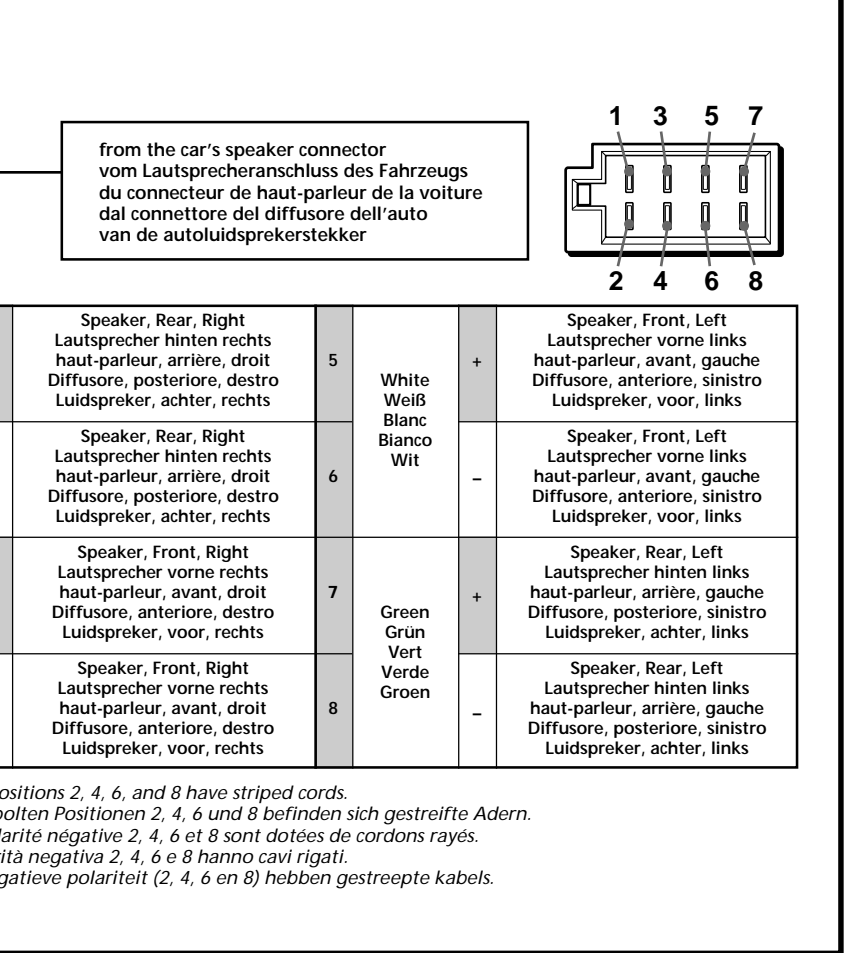 from the car's speaker connector
vom Lautsprecheranschluss des Fahrzeugs
du connecteur de haut-parleur de la voiture
dal connettore del diffusore dell'auto
van de autoluidsprekerstekker
1 3 5 7
2 4 6 8
Speaker, Rear, Right
Lautsprecher hinten rechts
haut-parleur, arrière, droit
Diffusore, posteriore, destro
Luidspreker, achter, rechts
5
White
Weiß
Blanc
Bianco
Wit
+
Speaker, Front, Left
Lautsprecher vorne links
haut-parleur, avant, gauche
Diffusore, anteriore, sinistro
Luidspreker, voor, links
Speaker, Rear, Right
Lautsprecher hinten rechts
haut-parleur, arrière, droit
Diffusore, posteriore, destro
Luidspreker, achter, rechts
6
–
Speaker, Front, Left
Lautsprecher vorne links
haut-parleur, avant, gauche
Diffusore, anteriore, sinistro
Luidspreker, voor, links
Speaker, Front, Right
Lautsprecher vorne rechts
haut-parleur, avant, droit
Diffusore, anteriore, destro
Luidspreker, voor, rechts
7
Green
Grün
Vert
Verde
Groen
+
Speaker, Rear, Left
Lautsprecher hinten links
haut-parleur, arrière, gauche
Diffusore, posteriore, sinistro
Luidspreker, achter, links
Speaker, Front, Right
Lautsprecher vorne rechts
haut-parleur, avant, droit
Diffusore, anteriore, destro
Luidspreker, voor, rechts
8
–
Speaker, Rear, Left
Lautsprecher hinten links
haut-parleur, arrière, gauche
Diffusore, posteriore, sinistro
Luidspreker, achter, links
ositions 2, 4, 6, and 8 have striped cords.
olten Positionen 2, 4, 6 und 8 befinden sich gestreifte Adern.
larité négative 2, 4, 6 et 8 sont dotées de cordons rayés.
ità negativa 2, 4, 6 e 8 hanno cavi rigati.
gatieve polariteit (2, 4, 6 en 8) hebben gestreepte kabels.